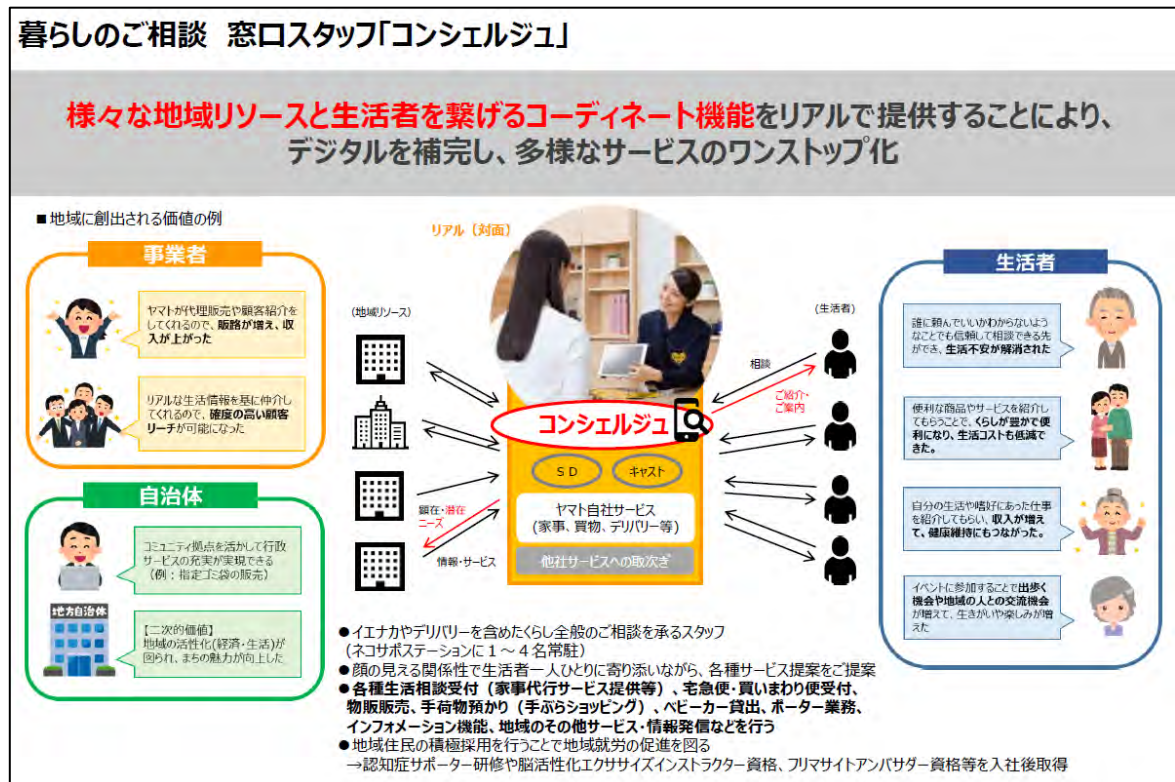 暮らしのご相談 窓口スタッフ「コンシェルジュ」
様々な地域リソースと生活者を繋げるコーディネート機能をリアルで提供することにより、
デジタルを補完し、多様なサービスのワンストップ化
■地域に創出される価値の例
事業者
ヤマトが代理販売や顧客紹介を
してくれるので、販路が増え、収
入が上がった
リアルな生活情報を基に仲介し
てくれるので、確度の高い顧客
リーチが可能になった
自治体
コミュニティ拠点を活かして行政
サービスの充実が実現できる
(例:指定ゴミ袋の販売)
地方自治体
【二次的価値】
地域の活性化(経済・生活)が
図られ、まちの魅力が向上した
リアル(対面)
(地域リソース)
(生活者)
相談
ご紹介・
ご案内
コンシェルジュ
SD
キャスト
ヤマト自社サービス
(家事、買物、デリバリー等)
他社サービスへの取次ぎ
顕在・潜在
ニーズ
情報・サービス
生活者
誰に頼んでいいかわからないよう
なことでも信頼して相談できる先
ができ、生活不安が解消された
便利な商品やサービスを紹介し
てもらうことで、くらしが豊かで便
利になり、生活コストも低減で
きた。
自分の生活や嗜好にあった仕事
を紹介してもらい、収入が増え
て、健康維持にもつながった。
イベントに参加することで出歩く
機会や地域の人との交流機会
が増えて、生きがいや楽しみが増
えた
●イエナカやデリバリーを含めたくらし全般のご相談を承るスタッフ
(ネコサポステーションに1～4名常駐)
●顔の見える関係性で生活者一人ひとりに寄り添いながら、各種サービス提案をご提案
●各種生活相談受付(家事代行サービス提供等)、宅急便・買いまわり便受付、
物販販売、手荷物預かり(手ぶらショッピング)、ベビーカー貸出、ポーター業務、
インフォメーション機能、地域のその他サービス・情報発信などを行う
●地域住民の積極採用を行うことで地域就労の促進を図る
→認知症サポーター研修や脳活性化エクササイズインストラクター資格、フリマサイトアンバサダー資格等を入社後取得